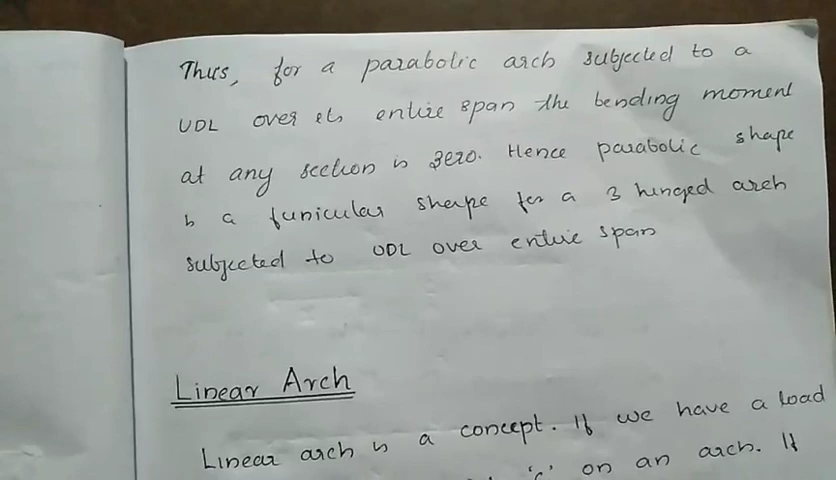 Thus, for a parabolic arch subjected to a
UDL over its entire span the bending moment
at any section is zero. Hence parabolic shape
is a funicular shape for a 3 hinged arch
subjected to UDL over entire span
Linear Arch
Linear arch is a concept. If we have a load
'c' on an arch. If